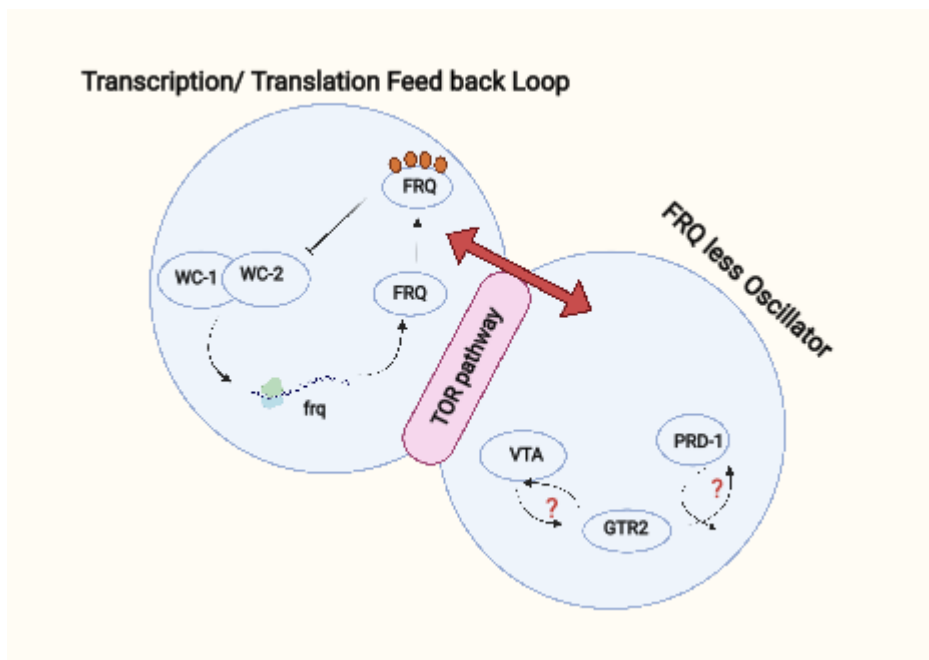 Transcription/ Translation Feed back Loop
FRQ
WC-1
WC-2
FRQ
frq
TOR pathway
FRQ less Oscillator
VTA
?
GTR2
PRD-1
?